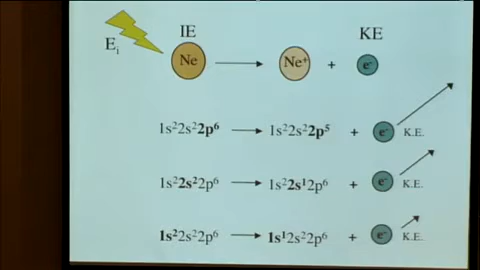 IE KE
Eᵢ
Ne Ne⁺ + e⁻
1s²2s²2p⁶ 1s²2s²2p⁵ + e⁻ K.E.
1s²2s²2p⁶ 1s²2s¹2p⁶ + e⁻ K.E.
1s²2s²2p⁶ 1s¹2s²2p⁶ + e⁻ K.E.